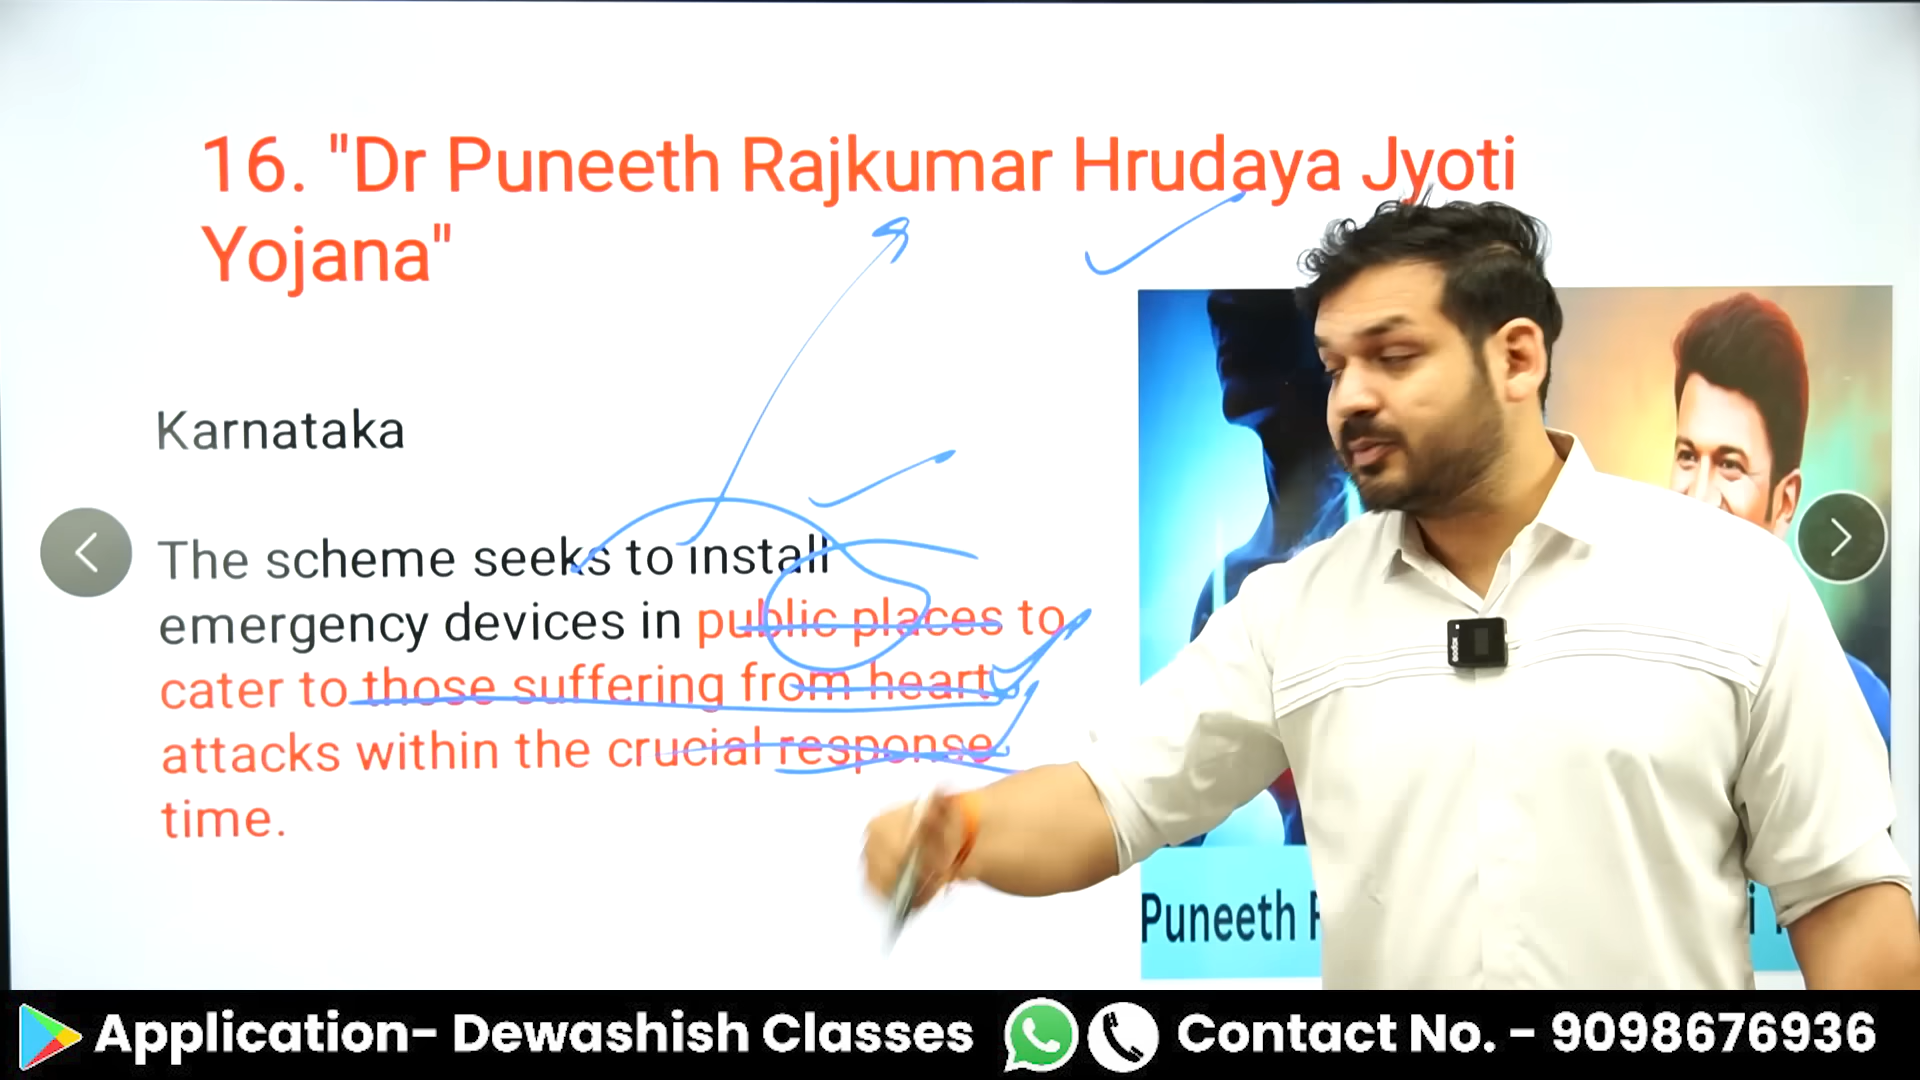 16. "Dr Puneeth Rajkumar Hrudaya Jyoti
Yojana"
Karnataka
The scheme seeks to install
emergency devices in public places to
cater to those suffering from heart
attacks within the crucial response
time.
Puneeth
Application- Dewashish Classes
Contact No. - 9098676936